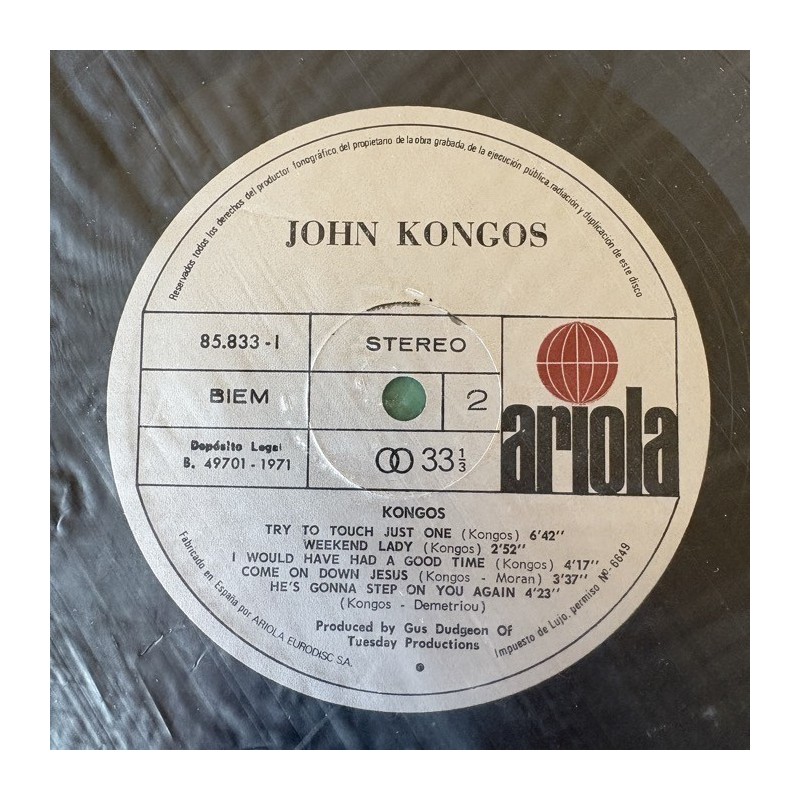 Reservados todos los derechos del productor fonográfico, del propietario de la obra grabada, de la ejecución pública, radiación y duplicación de este disco
JOHN KONGOS
85.833 - I
STEREO
BIEM
2
ariola
Depósito Legal
B. 49701 - 1971
33 1/3
KONGOS
TRY TO TOUCH JUST ONE (Kongos) 6'42''
WEEKEND LADY (Kongos) 2'52''
I WOULD HAVE HAD A GOOD TIME (Kongos) 4'17''
COME ON DOWN JESUS (Kongos - Moran) 3'37''
HE'S GONNA STEP ON YOU AGAIN 4'23''
(Kongos - Demetriou)
Produced by Gus Dudgeon Of
Tuesday Productions
Fabricado en España por ARIOLA EURODISC S.A.
Impuesto de Lujo, permiso Nº-6649
℗